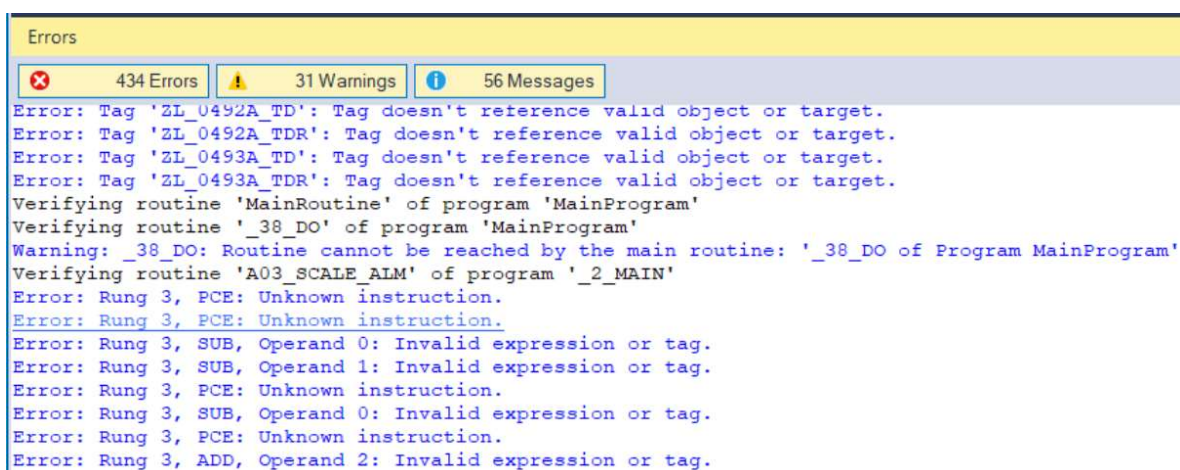 Errors
434 Errors 31 Warnings 56 Messages
Error: Tag 'ZL_0492A_TD': Tag doesn't reference valid object or target.
Error: Tag 'ZL_0492A_TDR': Tag doesn't reference valid object or target.
Error: Tag 'ZL_0493A_TD': Tag doesn't reference valid object or target.
Error: Tag 'ZL_0493A_TDR': Tag doesn't reference valid object or target.
Verifying routine 'MainRoutine' of program 'MainProgram'
Verifying routine '_38_DO' of program 'MainProgram'
Warning: _38_DO: Routine cannot be reached by the main routine: '_38_DO of Program MainProgram'
Verifying routine 'A03_SCALE_ALM' of program '_2_MAIN'
Error: Rung 3, PCE: Unknown instruction.
Error: Rung 3, PCE: Unknown instruction.
Error: Rung 3, SUB, Operand 0: Invalid expression or tag.
Error: Rung 3, SUB, Operand 1: Invalid expression or tag.
Error: Rung 3, PCE: Unknown instruction.
Error: Rung 3, SUB, Operand 0: Invalid expression or tag.
Error: Rung 3, PCE: Unknown instruction.
Error: Rung 3, ADD, Operand 2: Invalid expression or tag.